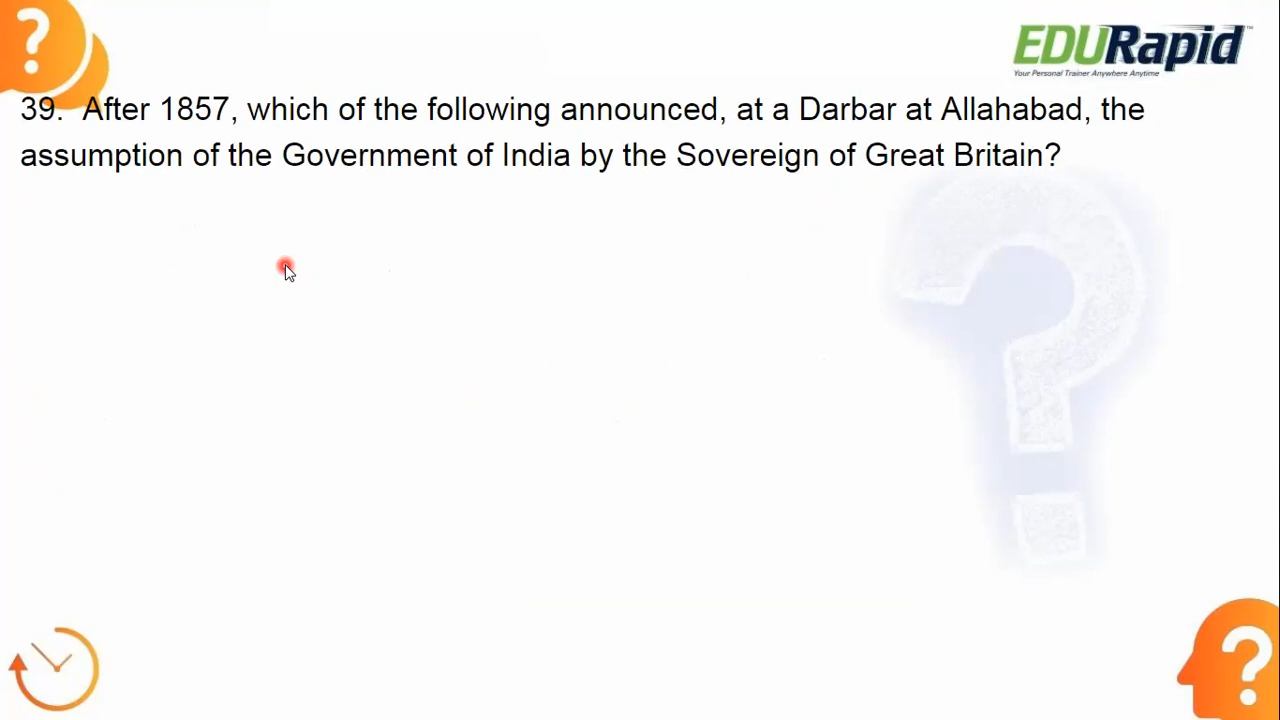 EDURapid™
Your Personal Trainer Anywhere Anytime
39. After 1857, which of the following announced, at a Darbar at Allahabad, the
assumption of the Government of India by the Sovereign of Great Britain?